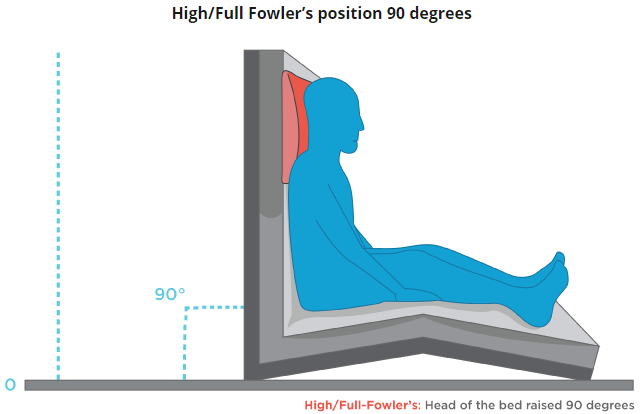 High/Full Fowler’s position 90 degrees
90°
0
High/Full-Fowler's: Head of the bed raised 90 degrees